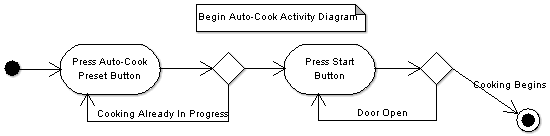 Begin Auto-Cook Activity Diagram
Press Auto-Cook
Preset Button
Press Start
Button
Cooking Begins
Cooking Already In Progress
Door Open